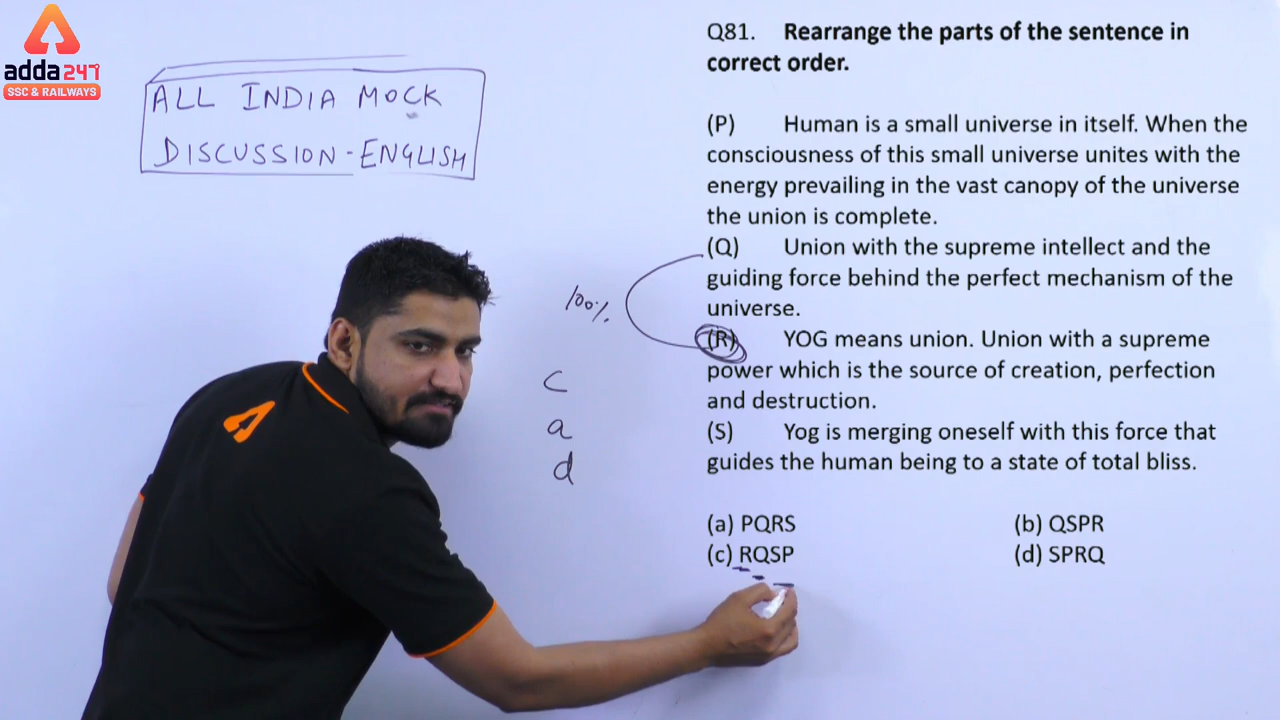 adda247
SSC & RAILWAYS
ALL INDIA MOCK
DISCUSSION-ENGLISH
100%
c
a
d
Q81. Rearrange the parts of the sentence in
correct order.
(P) Human is a small universe in itself. When the
consciousness of this small universe unites with the
energy prevailing in the vast canopy of the universe
the union is complete.
(Q) Union with the supreme intellect and the
guiding force behind the perfect mechanism of the
universe.
(R) YOG means union. Union with a supreme
power which is the source of creation, perfection
and destruction.
(S) Yog is merging oneself with this force that
guides the human being to a state of total bliss.
(a) PQRS (b) QSPR
(c) RQSP (d) SPRQ